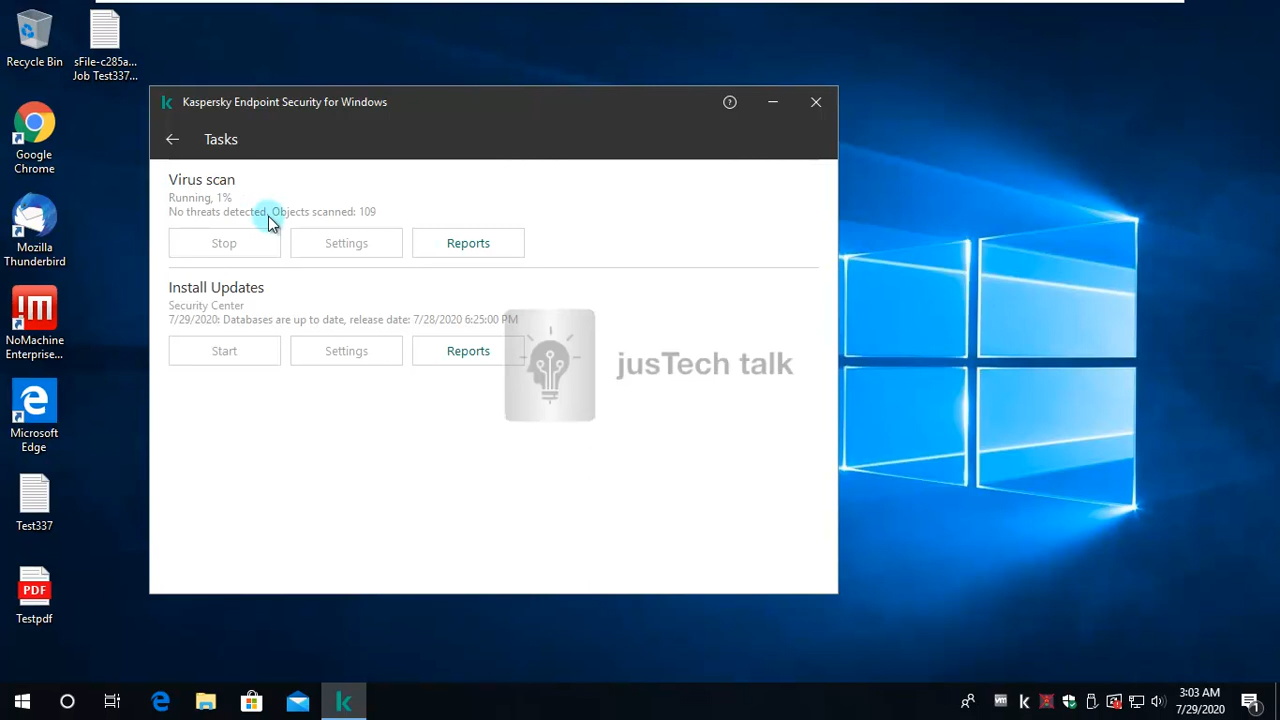 Recycle Bin
sFile-c285a...
Job Test337...
Google
Chrome
Mozilla
Thunderbird
NoMachine
Enterprise...
Microsoft
Edge
Test337
PDF
Testpdf
Kaspersky Endpoint Security for Windows
Tasks
Virus scan
Running, 1%
No threats detected. Objects scanned: 109
Stop
Settings
Reports
Install Updates
Security Center
7/29/2020: Databases are up to date, release date: 7/28/2020 6:25:00 PM
Start
Settings
Reports
jusTech talk
3:03 AM
7/29/2020
1